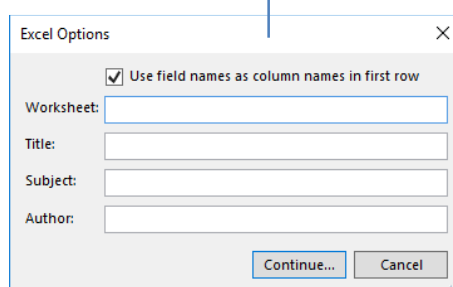 Excel Options
Use field names as column names in first row
Worksheet:
Title:
Subject:
Author:
Continue... Cancel